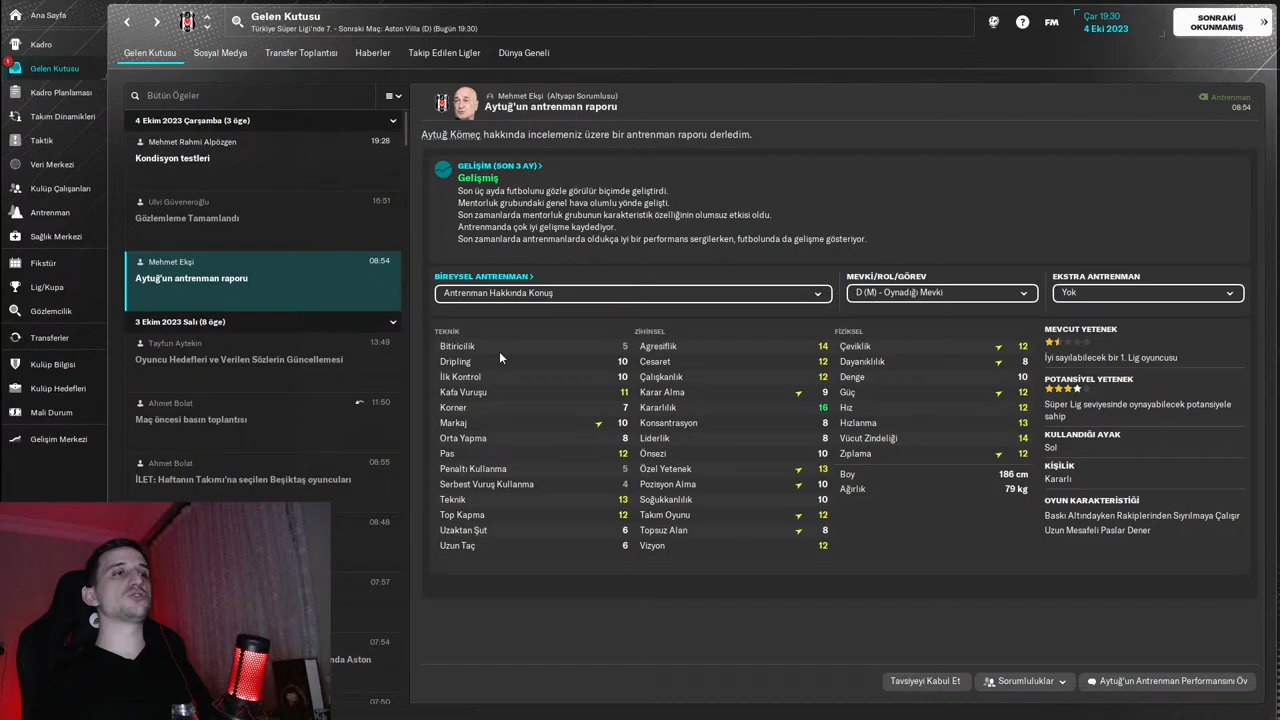 Ana Sayfa
Kadro
1
Gelen Kutusu
Kadro Planlaması
Takım Dinamikleri
Taktik
Veri Merkezi
Kulüp Çalışanları
Antrenman
Sağlık Merkezi
Fikstür
Lig/Kupa
Gözlemcilik
Transferler
Kulüp Bilgisi
Kulüp Hedefleri
Mali Durum
Gelişim Merkezi
Gelen Kutusu
Türkiye Süper Ligi'nde 7. - Sonraki Maç: Aston Villa (D) (Bugün 19:30)
FM
Çar 19:30
4 Eki 2023
SONRAKİ
OKUNMAMIŞ
Gelen Kutusu
Sosyal Medya
Transfer Toplantısı
Haberler
Takip Edilen Ligler
Dünya Geneli
Bütün Ögeler
4 Ekim 2023 Çarşamba (3 öge)
Mehmet Rahmi Alpözgen 19:28
Kondisyon testleri
Ulvi Güveneroğlu 16:51
Gözlemleme Tamamlandı
Mehmet Ekşi 08:54
Aytuğ'un antrenman raporu
3 Ekim 2023 Salı (8 öge)
Tayfun Aytekin 13:49
Oyuncu Hedefleri ve Verilen Sözlerin Güncellemesi
Ahmet Bolat 11:50
Maç öncesi basın toplantısı
Ahmet Bolat 08:55
İLET: Haftanın Takımı'na seçilen Beşiktaş oyuncuları
08:48
07:57
07:54
nda Aston
07:50
Mehmet Ekşi (Altyapı Sorumlusu)
Aytuğ'un antrenman raporu
Antrenman
08:54
Aytuğ Kömeç hakkında incelemeniz üzere bir antrenman raporu derledim.
GELİŞİM (SON 3 AY)
Gelişmiş
Son üç ayda futbolunu gözle görülür biçimde geliştirdi.
Mentorluk grubundaki genel hava olumlu yönde gelişti.
Son zamanlarda mentorluk grubunun karakteristik özelliğinin olumsuz etkisi oldu.
Antrenmanda çok iyi gelişme kaydediyor.
Son zamanlarda antrenmanlarda oldukça iyi bir performans sergilerken, futbolunda da gelişme gösteriyor.
BİREYSEL ANTRENMAN
Antrenman Hakkında Konuş
MEVKİ/ROL/GÖREV
D (M) - Oynadığı Mevki
EKSTRA ANTRENMAN
Yok
TEKNİK
Bitiricilik 5
Dripling 10
İlk Kontrol 10
Kafa Vuruşu 11
Korner 7
Markaj 10
Orta Yapma 8
Pas 12
Penaltı Kullanma 5
Serbest Vuruş Kullanma 4
Teknik 13
Top Kapma 12
Uzaktan Şut 6
Uzun Taç 6
ZİHİNSEL
Agresiflik 14
Cesaret 12
Çalışkanlık 12
Karar Alma 9
Kararlılık 16
Konsantrasyon 8
Liderlik 8
Önsezi 10
Özel Yetenek 13
Pozisyon Alma 10
Soğukkanlılık 10
Takım Oyunu 12
Topsuz Alan 8
Vizyon 12
FİZİKSEL
Çeviklik 12
Dayanıklılık 8
Denge 10
Güç 12
Hız 12
Hızlanma 13
Vücut Zindeliği 14
Zıplama 12
Boy 186 cm
Ağırlık 79 kg
MEVCUT YETENEK
İyi sayılabilecek bir 1. Lig oyuncusu
POTANSİYEL YETENEK
Süper Lig seviyesinde oynayabilecek potansiyele
sahip
KULLANDIĞI AYAK
Sol
KİŞİLİK
Kararlı
OYUN KARAKTERİSTİĞİ
Baskı Altındayken Rakiplerinden Sıyrılmaya Çalışır
Uzun Mesafeli Paslar Dener
Tavsiyeyi Kabul Et
Sorumluluklar
Aytuğ'un Antrenman Performansını Öv